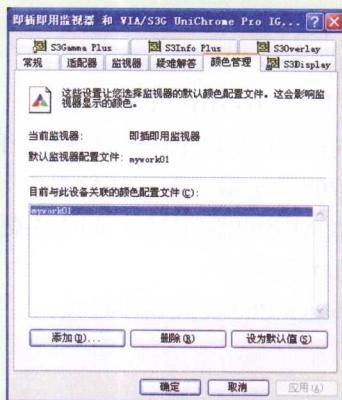 即插即用监视器 和 VIA/S3G UniChrome Pro IG...
S3Gamma Plus
S3Info Plus
S3Overlay
常规
适配器
监视器
疑难解答
颜色管理
S3Display
这些设置让您选择监视器的默认颜色配置文件。这会影响监
视器显示的颜色。
当前监视器:
即插即用监视器
默认监视器配置文件:
mywork01
目前与此设备关联的颜色配置文件(C):
mywork01
添加(D)...
删除(R)
设为默认值(S)
确定
取消
应用(A)